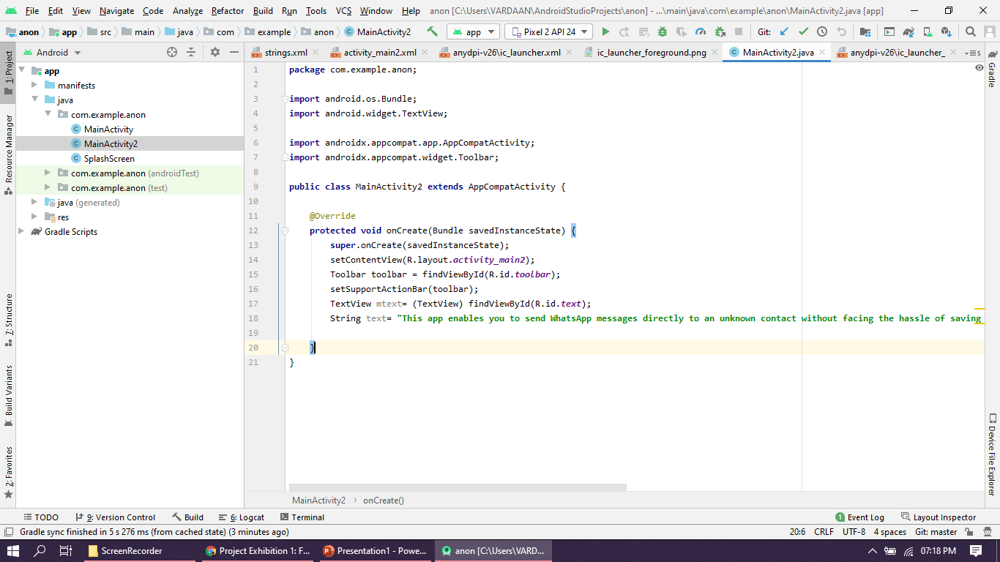 File Edit View Navigate Code Analyze Refactor Build Run Tools VCS Window Help anon [C:\Users\VARDAAN\AndroidStudioProjects\anon] - ...\main\java\com\example\anon\MainActivity2.java [app]
anon app src main java com example anon MainActivity2 app Pixel 2 API 24 Git:
Android strings.xml activity_main2.xml anydpi-v26\ic_launcher.xml ic_launcher_foreground.png MainActivity2.java anydpi-v26\ic_launcher_ 5
1: Project
Resource Manager
Z: Structure
Build Variants
2: Favorites
app
manifests
java
com.example.anon
MainActivity
MainActivity2
SplashScreen
com.example.anon (androidTest)
com.example.anon (test)
java (generated)
res
Gradle Scripts
1 package com.example.anon;
2
3 import android.os.Bundle;
4 import android.widget.TextView;
5
6 import androidx.appcompat.app.AppCompatActivity;
7 import androidx.appcompat.widget.Toolbar;
8
9 public class MainActivity2 extends AppCompatActivity {
10
11 @Override
12 protected void onCreate(Bundle savedInstanceState) {
13 super.onCreate(savedInstanceState);
14 setContentView(R.layout.activity_main2);
15 Toolbar toolbar = findViewById(R.id.toolbar);
16 setSupportActionBar(toolbar);
17 TextView mtext= (TextView) findViewById(R.id.text);
18 String text= "This app enables you to send WhatsApp messages directly to an unknown contact without facing the hassle of saving
19
20 }
21 }
Gradle
Device File Explorer
MainActivity2 › onCreate()
TODO 9: Version Control Build 6: Logcat Terminal 1 Event Log Layout Inspector
Gradle sync finished in 5 s 276 ms (from cached state) (3 minutes ago) 20:6 CRLF UTF-8 4 spaces Git: master
ScreenRecorder Project Exhibition 1: F... Presentation1 - Powe... anon [C:\Users\VARD... 07:18 PM